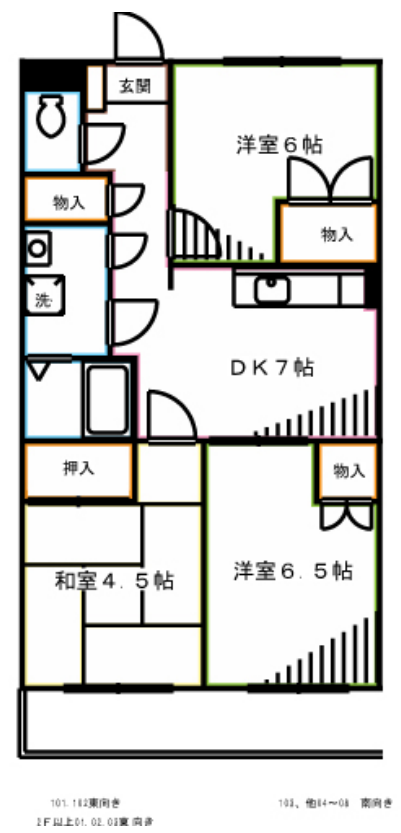 玄関
洋室6帖
物入
物入
洗
DK7帖
押入
物入
和室4.5帖
洋室6.5帖
101.102東向き
103、他04～08 南向き
2F以上01.02.03東向き